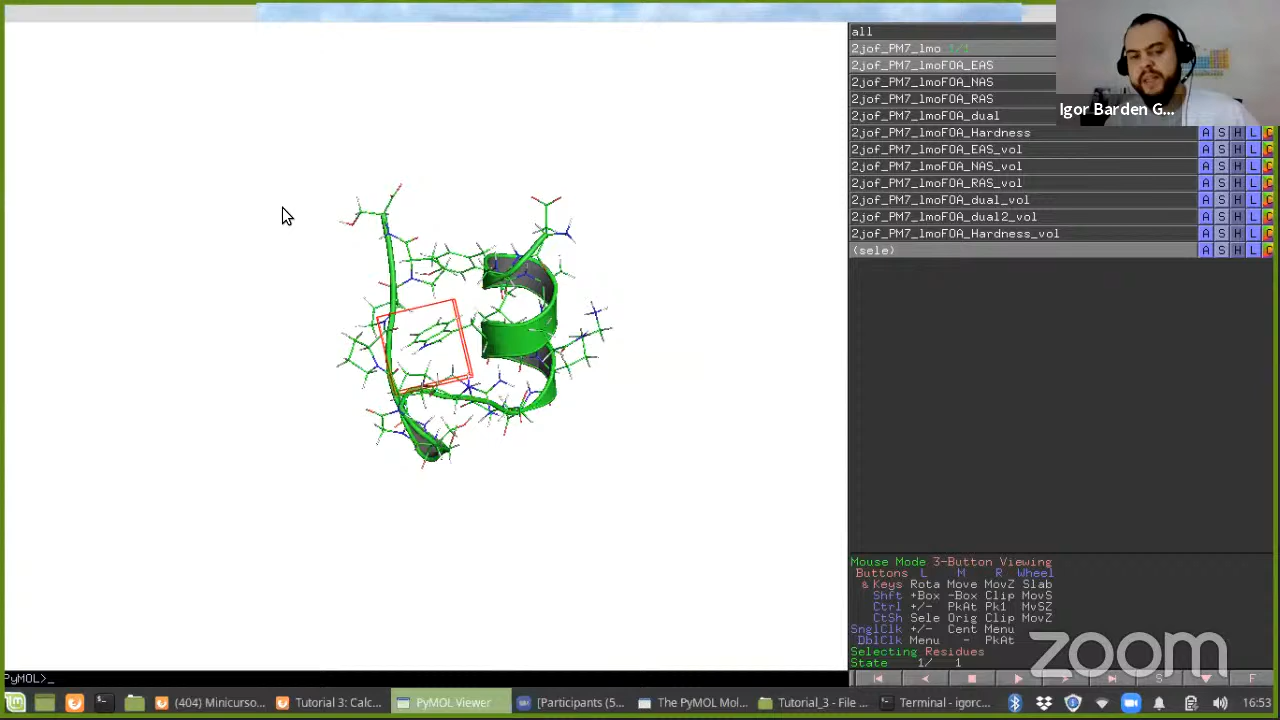 all
2jof_PM7_lmo 1/1
2jof_PM7_lmoFOA_EAS
2jof_PM7_lmoFOA_NAS
2jof_PM7_lmoFOA_RAS
2jof_PM7_lmoFOA_dual
2jof_PM7_lmoFOA_Hardness A S H L C
2jof_PM7_lmoFOA_EAS_vol A S H L C
2jof_PM7_lmoFOA_NAS_vol A S H L C
2jof_PM7_lmoFOA_RAS_vol A S H L C
2jof_PM7_lmoFOA_dual_vol A S H L C
2jof_PM7_lmoFOA_dual2_vol A S H L C
2jof_PM7_lmoFOA_Hardness_vol A S H L C
(sele) A S H L C
Igor Barden G...
Mouse Mode 3-Button Viewing
Buttons L M R Wheel
& Keys Rota Move MovZ Slab
Shft +Box -Box Clip MovS
Ctrl +/- PkAt Pk1 MvSZ
CtSh Sele Orig Clip MovZ
SnglClk +/- Cent Menu
DblClk Menu - PkAt
Selecting Residues
State 1/ 1
zoom
PyMOL>_
S F
(404) Minicurso...
Tutorial 3: Calc...
PyMOL Viewer
[Participants (5...
The PyMOL Mol...
Tutorial_3 - File ...
Terminal - igorc...
16:53